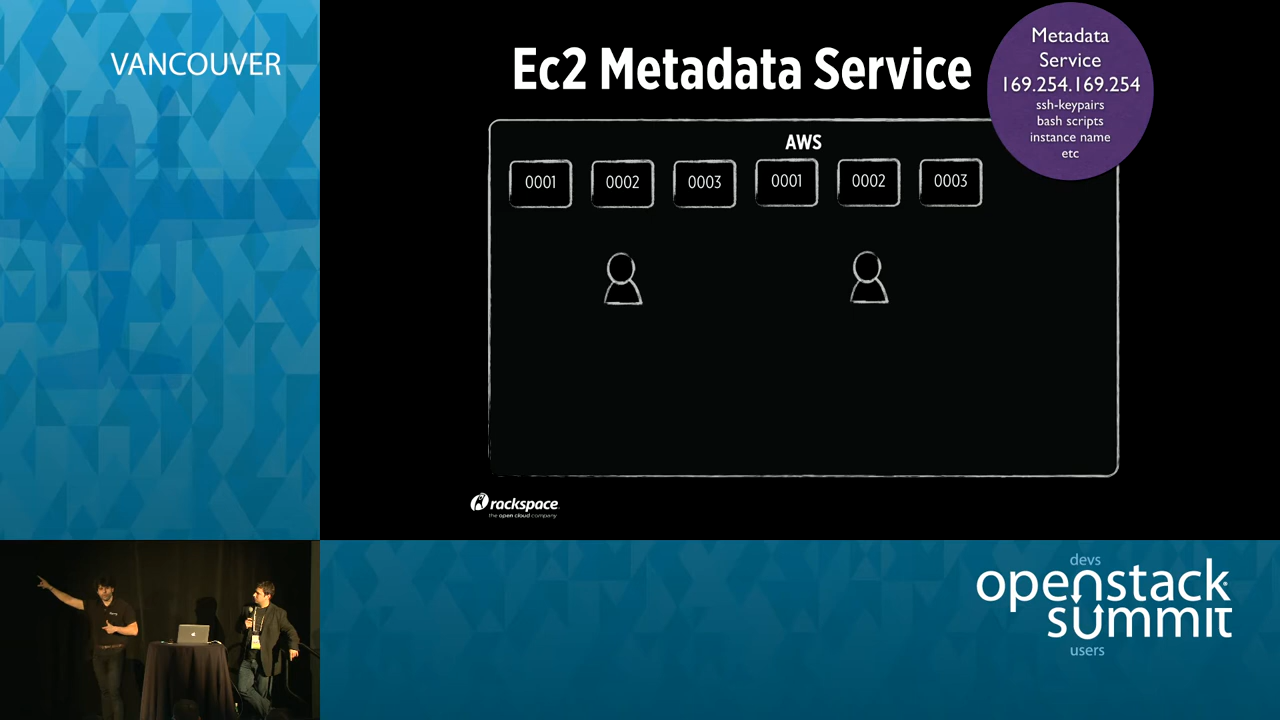 VANCOUVER
Ec2 Metadata Service
Metadata
Service
169.254.169.254
ssh-keypairs
bash scripts
instance name
etc
AWS
0001
0002
0003
0001
0002
0003
rackspace
the open cloud company
devs
openstack
summit
users